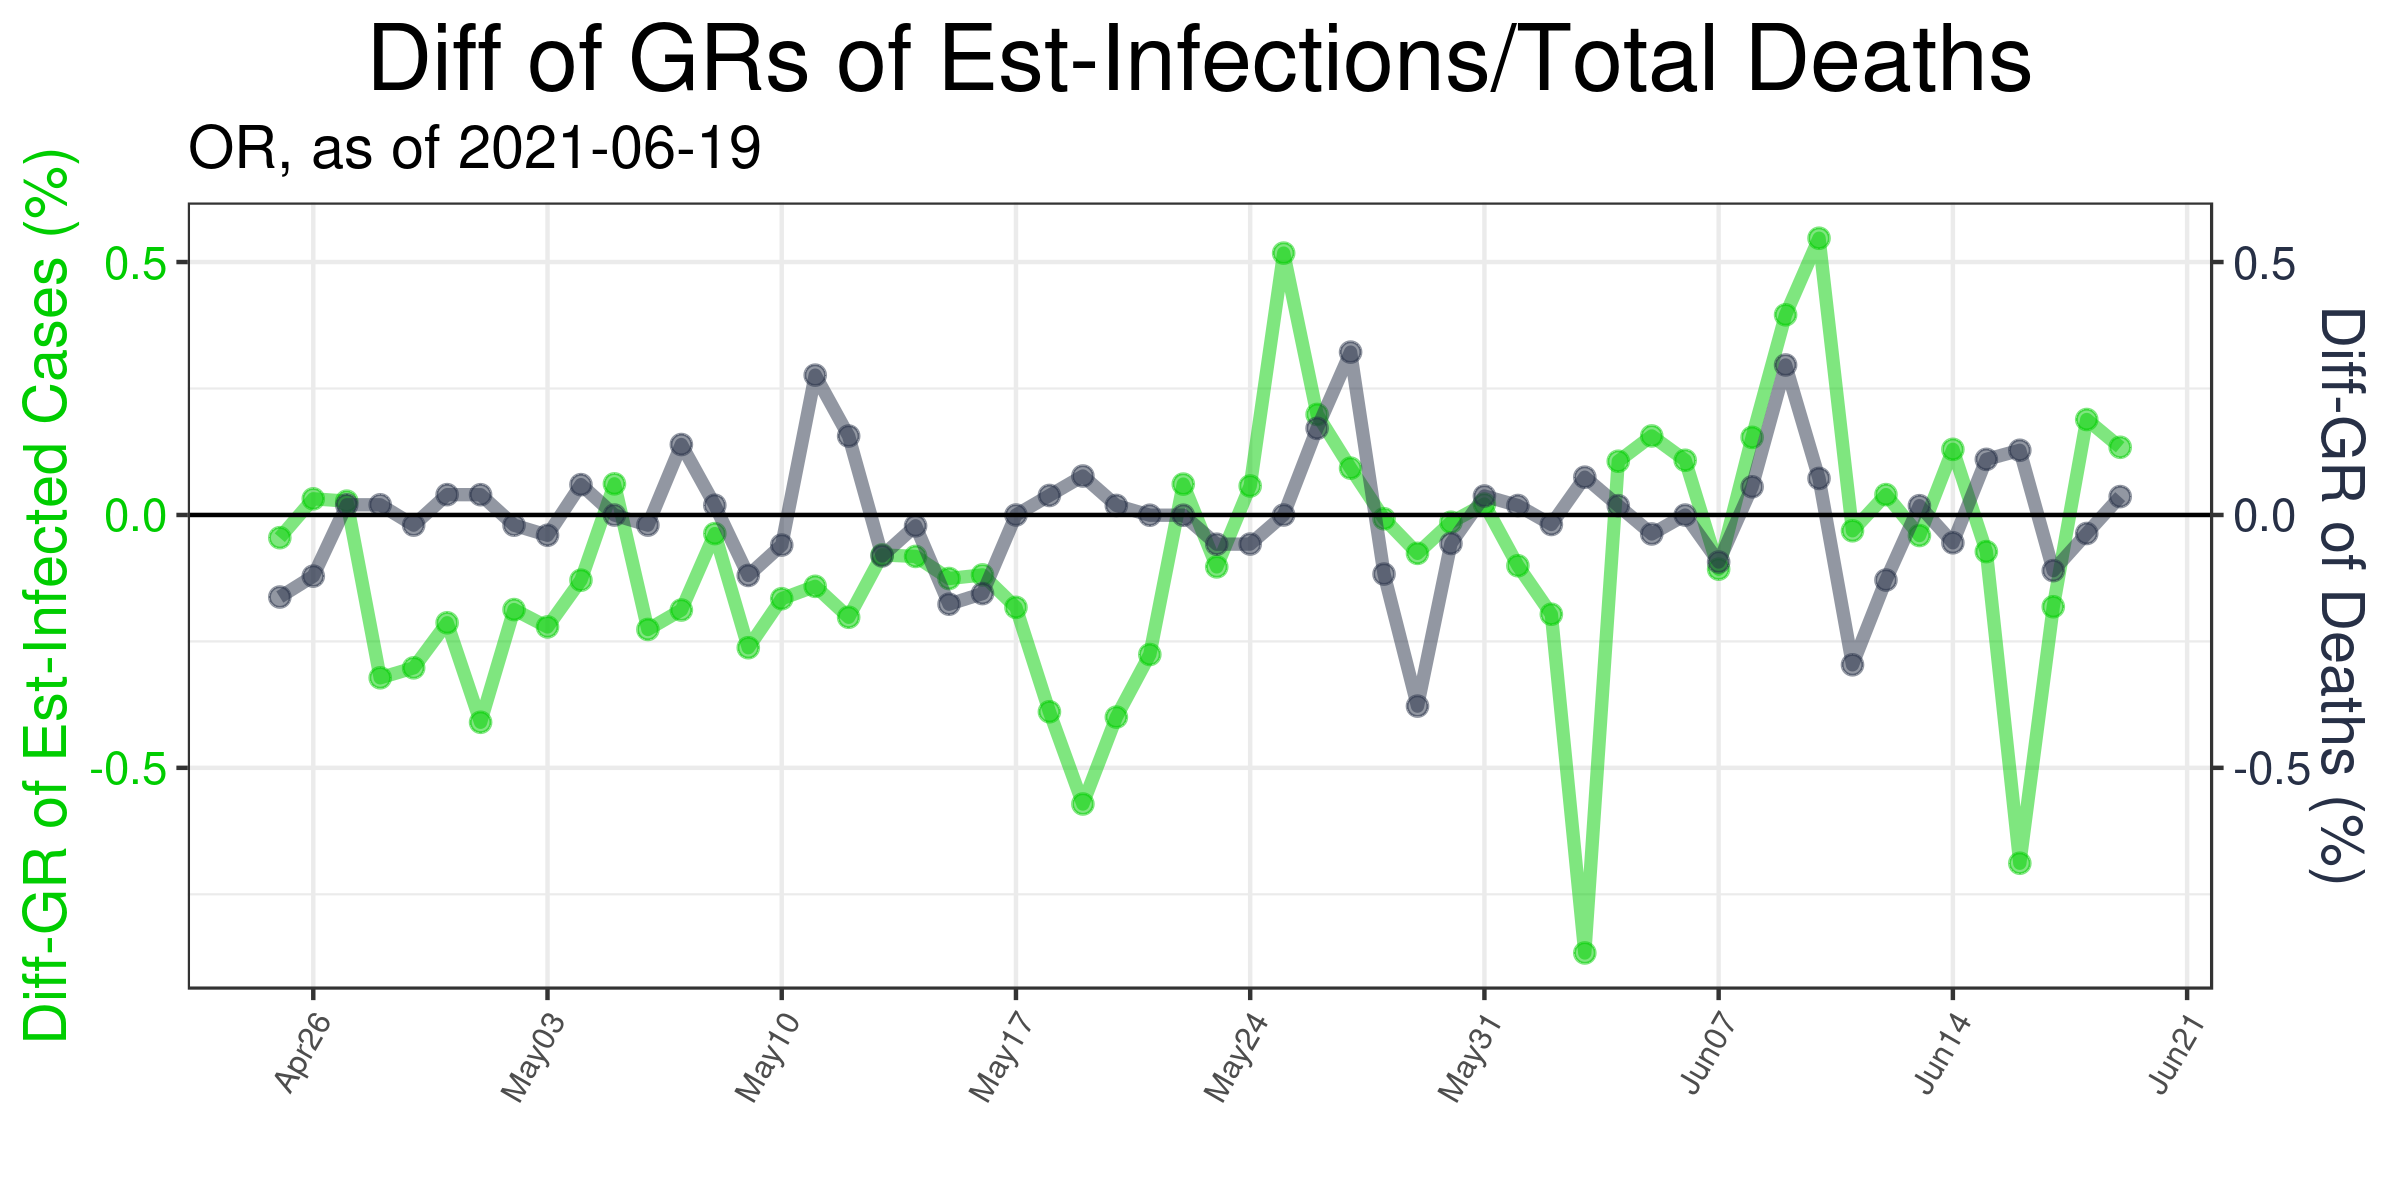 Diff of GRs of Est-Infections/Total Deaths
OR, as of 2021-06-19
Diff-GR of Est-Infected Cases (%)
0.5
0.0
-0.5
0.5
0.0
-0.5
Diff-GR of Deaths (%)
Apr26
May03
May10
May17
May24
May31
Jun07
Jun14
Jun21